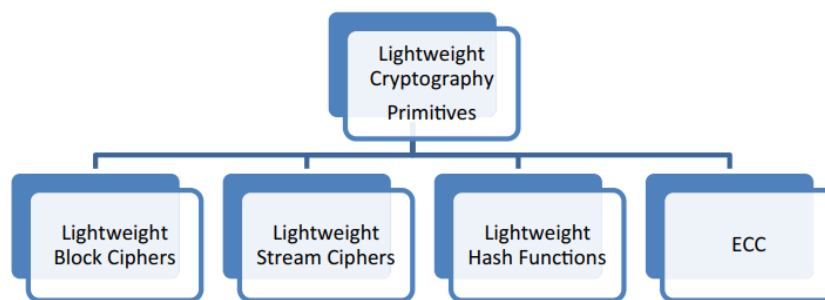 Lightweight
Cryptography
Primitives
Lightweight
Block Ciphers
Lightweight
Stream Ciphers
Lightweight
Hash Functions
ECC